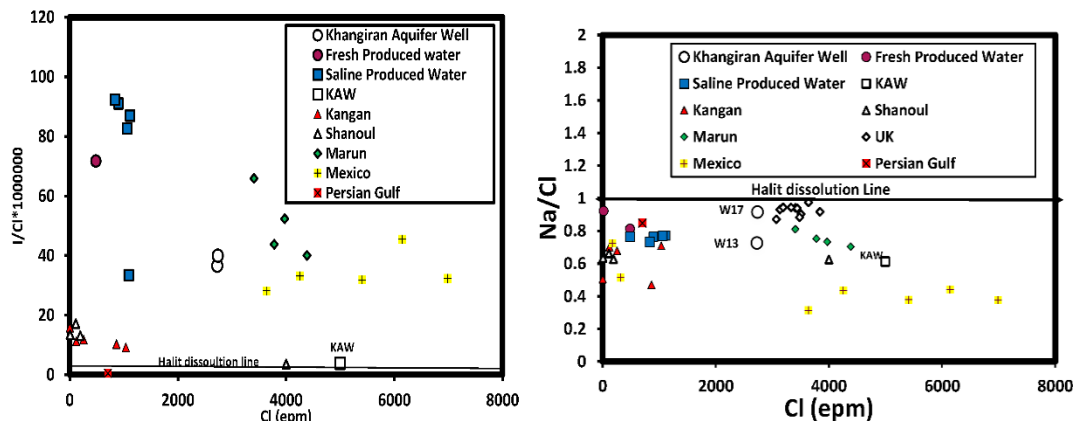 120
100
80
60
40
20
0
I/Cl*1000000
Khangiran Aquifer Well
Fresh Produced water
Saline Produced Water
KAW
Kangan
Shanoul
Marun
Mexico
Persian Gulf
KAW
Halit dissoultion line
0 2000 4000 6000 8000
Cl (epm)
2
1.8
1.6
1.4
1.2
1
0.8
0.6
0.4
0.2
0
Na/Cl
Khangiran Aquifer Well Fresh Produced Water
Saline Produced Water KAW
Kangan Shanoul
Marun UK
Mexico Persian Gulf
Halit dissolution Line
W17
W13
KAW
0 2000 4000 6000 8000
Cl (epm)